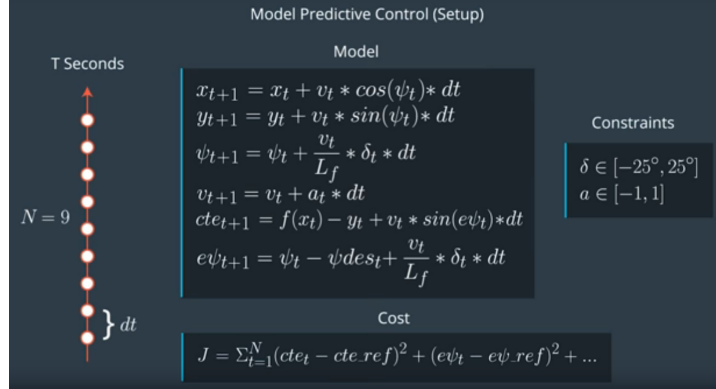 Model Predictive Control (Setup)
T Seconds
N = 9
} dt
Model
x_{t+1} = x_t + v_t * cos(ψ_t) * dt
y_{t+1} = y_t + v_t * sin(ψ_t) * dt
ψ_{t+1} = ψ_t + \frac{v_t}{L_f} * δ_t * dt
v_{t+1} = v_t + a_t * dt
cte_{t+1} = f(x_t) − y_t + v_t * sin(eψ_t) * dt
eψ_{t+1} = ψ_t − ψdes_t + \frac{v_t}{L_f} * δ_t * dt
Constraints
δ ∈ [−25°, 25°]
a ∈ [−1, 1]
Cost
J = Σ_{t=1}^{N} (cte_t − cte_ref)^2 + (eψ_t − eψ_ref)^2 + ...